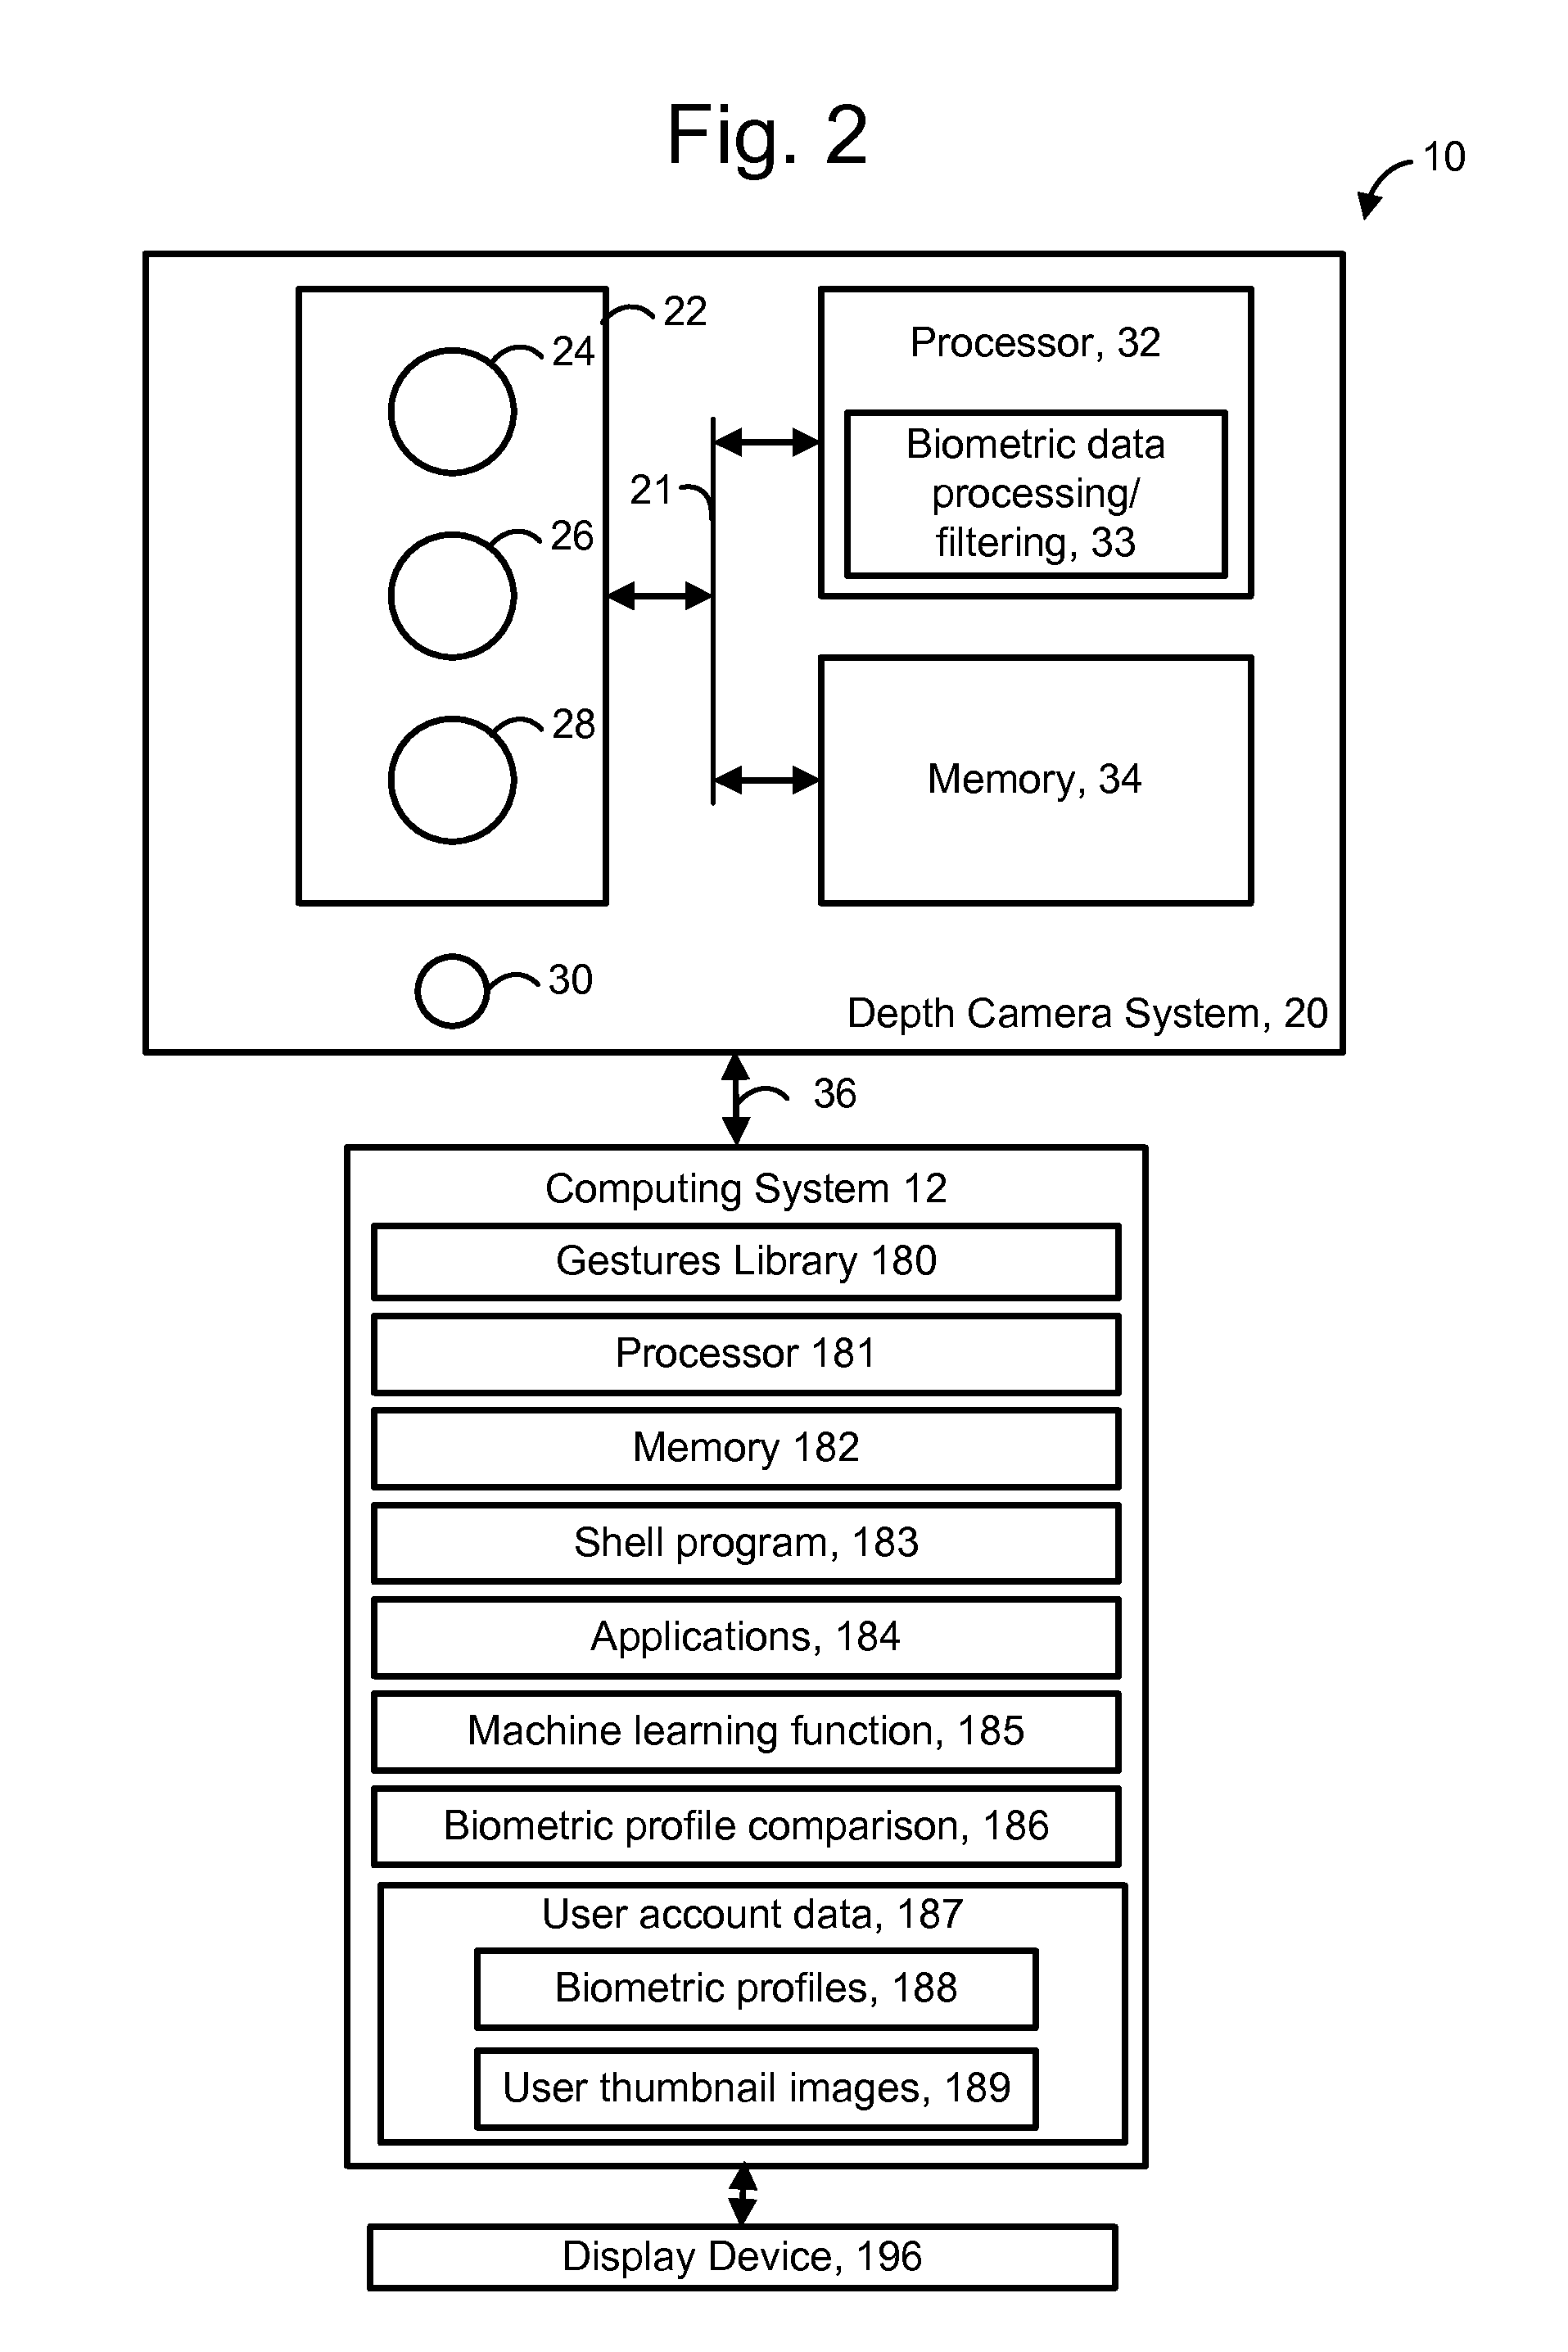 Fig. 2
10
22
24
Processor, 32
Biometric data
processing/
filtering, 33
21
26
28
Memory, 34
30
Depth Camera System, 20
36
Computing System 12
Gestures Library 180
Processor 181
Memory 182
Shell program, 183
Applications, 184
Machine learning function, 185
Biometric profile comparison, 186
User account data, 187
Biometric profiles, 188
User thumbnail images, 189
Display Device, 196